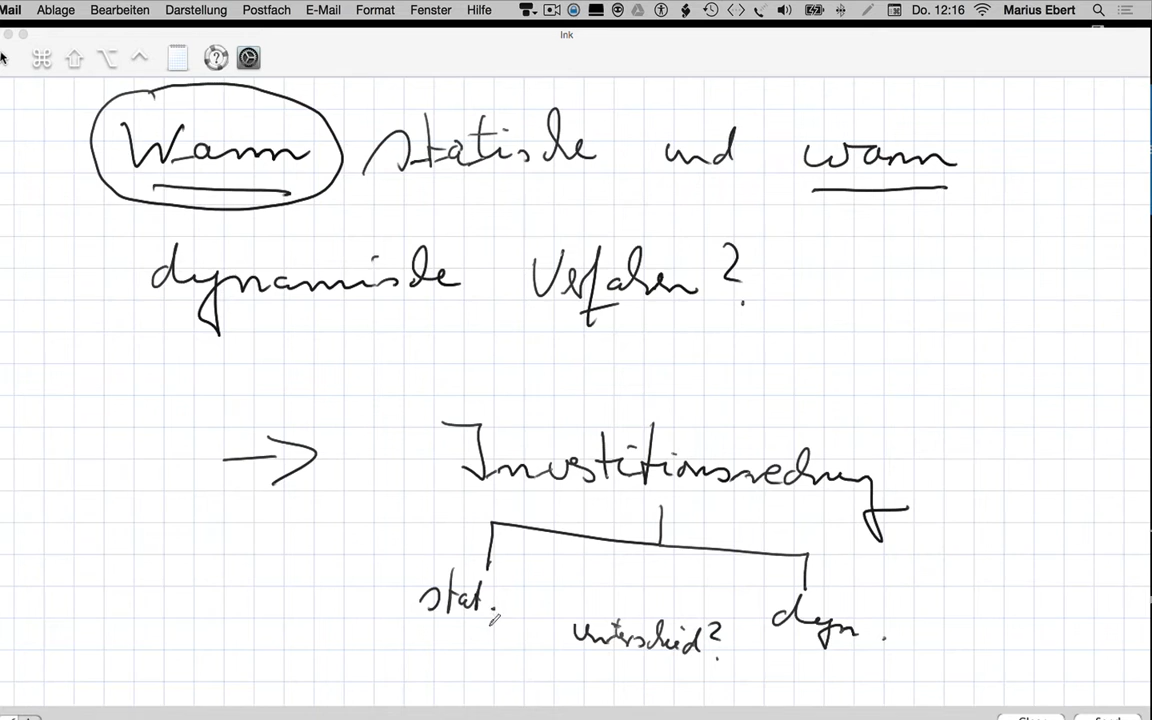 Mail Ablage Bearbeiten Darstellung Postfach E-Mail Format Fenster Hilfe Do. 12:16 Marius Ebert
Ink
Wann statische und wann
dynamische Verfahren?
→ Investitionsrechnung
stat. dyn.
Unterschied?